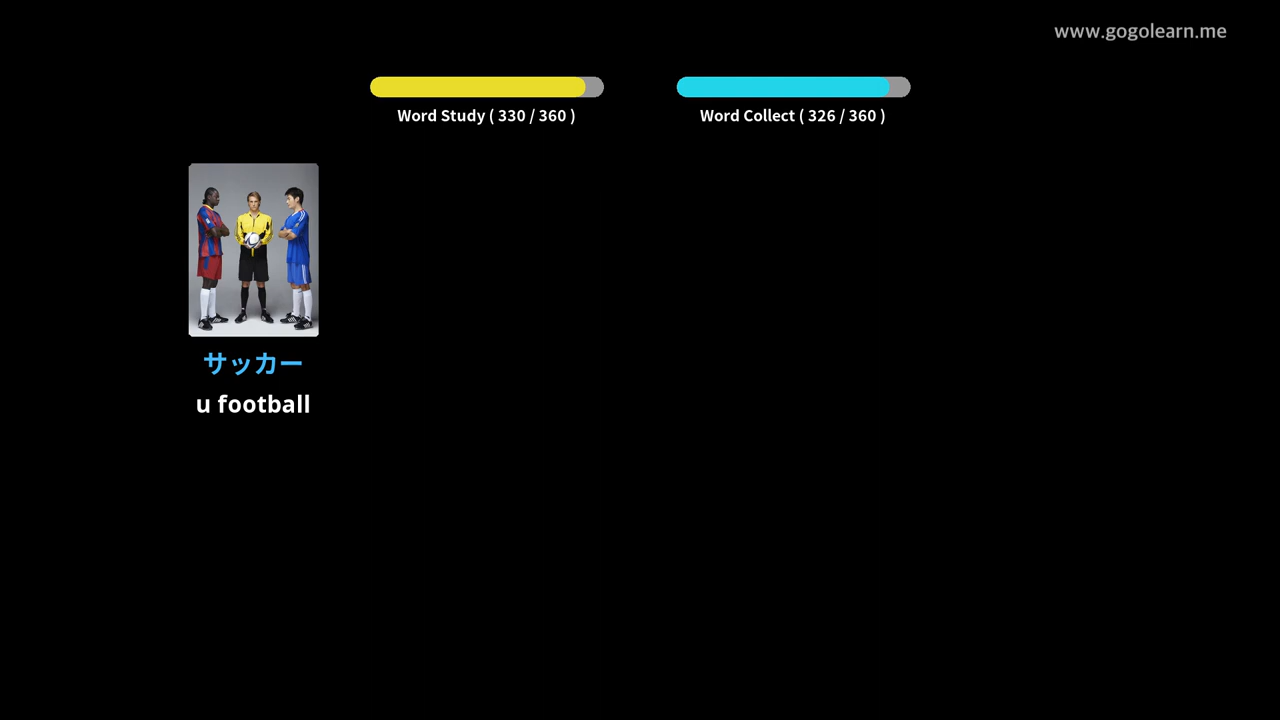 www.gogolearn.me
Word Study ( 330 / 360 )
Word Collect ( 326 / 360 )
サッカー
u football